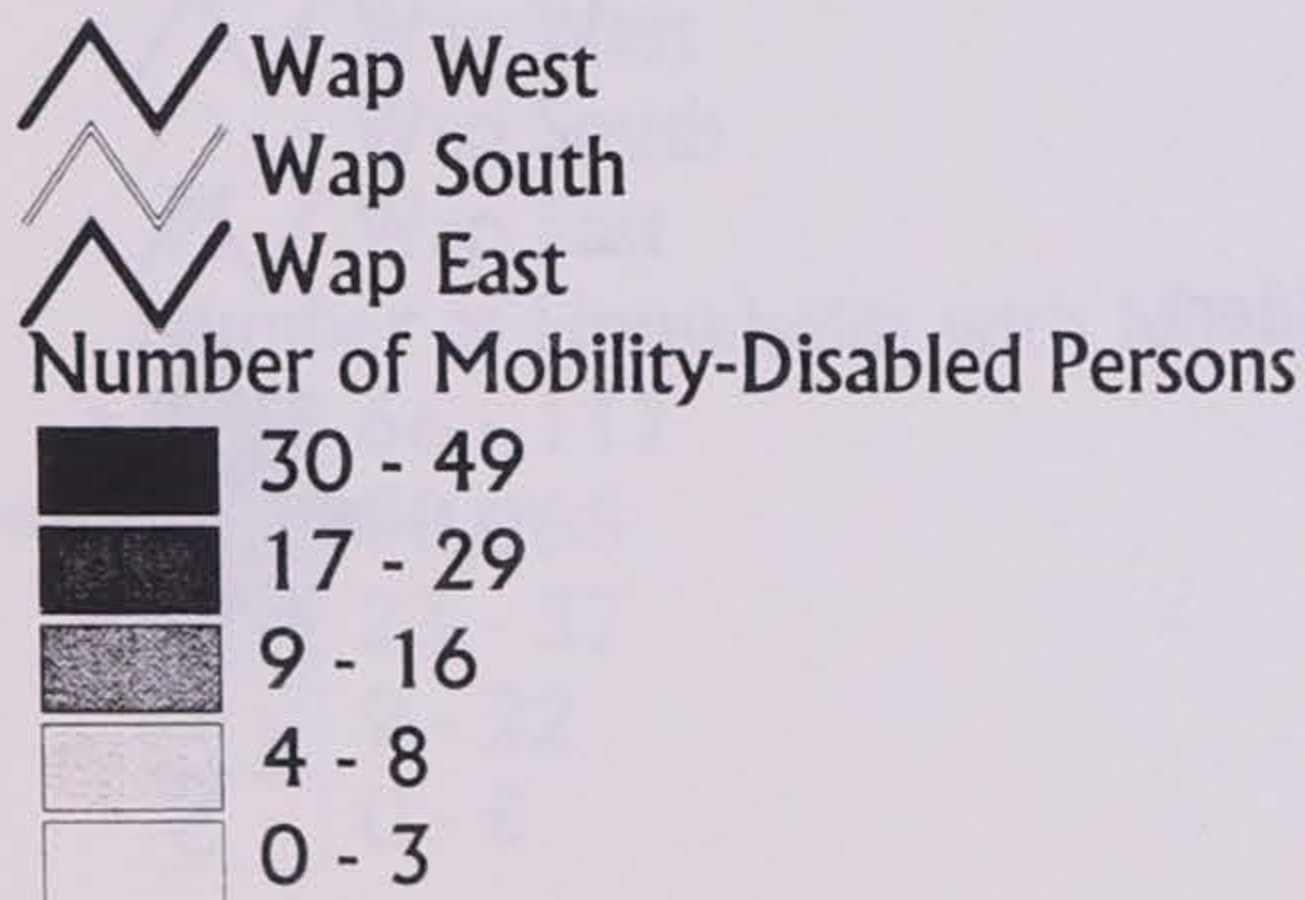 Wap West
Wap South
Wap East
Number of Mobility-Disabled Persons
30 - 49
17 - 29
9 - 16
4 - 8
0 - 3